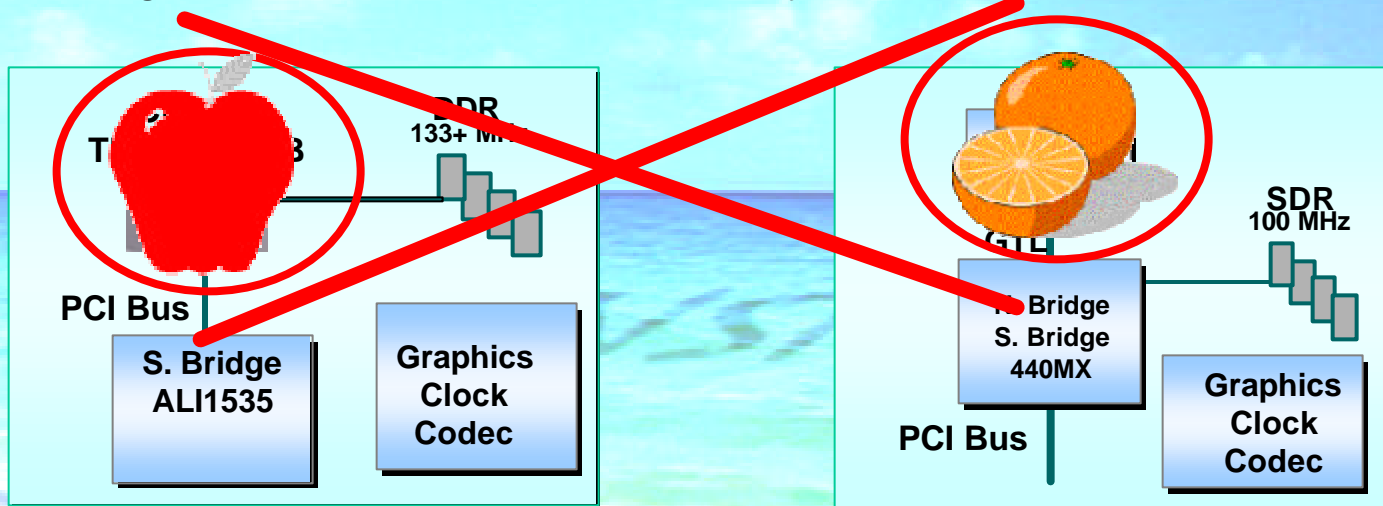 DDR
133+ MHz
PCI Bus
S. Bridge
ALI1535
Graphics
Clock
Codec
GTL
SDR
100 MHz
N. Bridge
S. Bridge
440MX
PCI Bus
Graphics
Clock
Codec